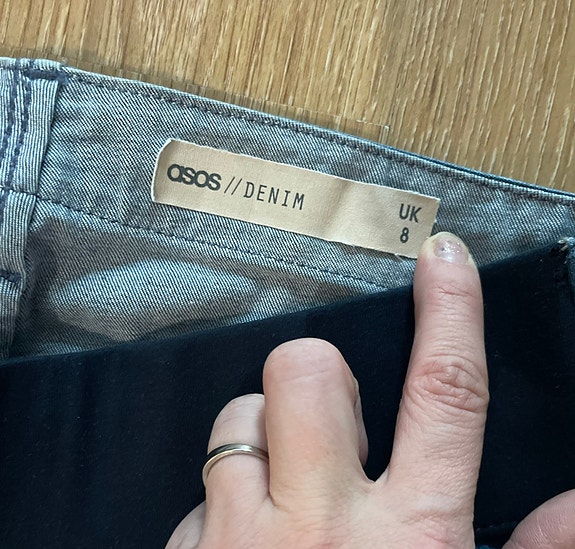 asos // DENIM
UK
8